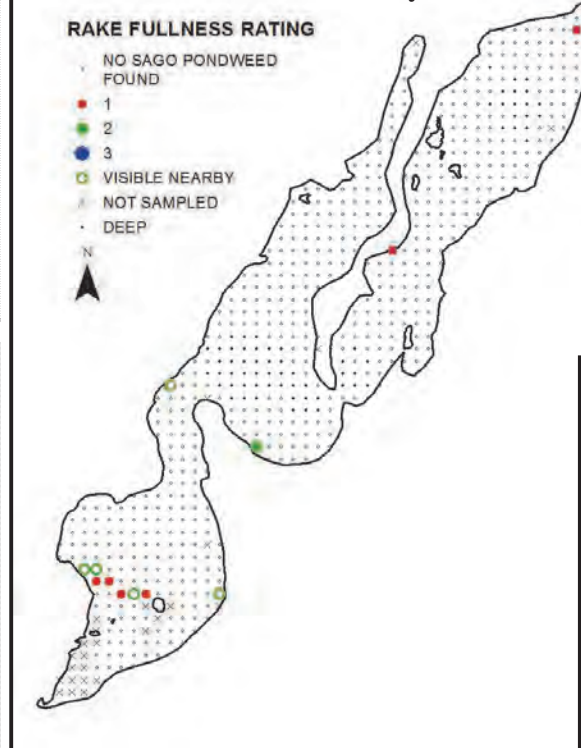 RAKE FULLNESS RATING
NO SAGO PONDWEED
FOUND
1
2
3
VISIBLE NEARBY
NOT SAMPLED
DEEP
N